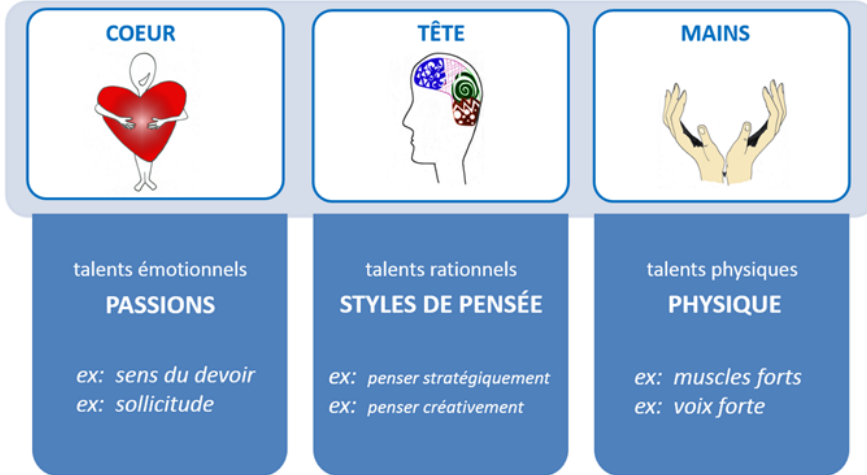 COEUR
talents émotionnels
PASSIONS
ex: sens du devoir
ex: sollicitude
TÊTE
talents rationnels
STYLES DE PENSÉE
ex: penser stratégiquement
ex: penser créativement
MAINS
talents physiques
PHYSIQUE
ex: muscles forts
ex: voix forte